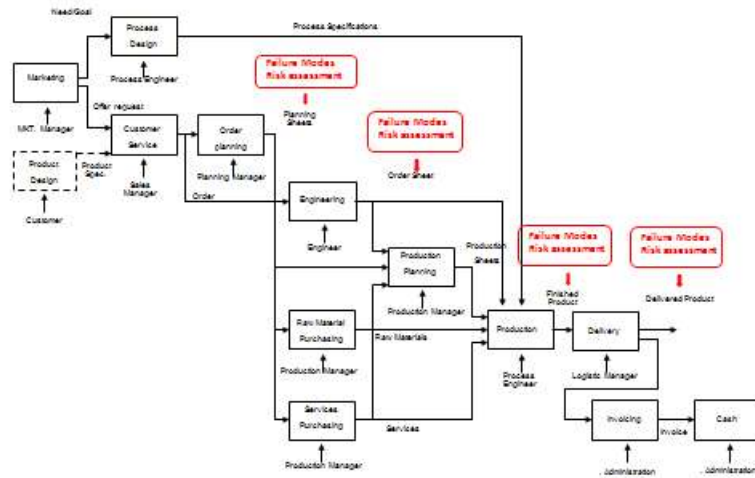 Need/Goal
Process
Design
Process Specifications
Failure Modes
Risk assessment
Marketing
Process Engineer
Planning
Sheets
Offer request
MKT. Manager
Customer
Service
Order
planning
Failure Modes
Risk assessment
Product
Design
Product
Spec.
Sales
Manager
Planning Manager
Order Sheet
Customer
Order
Engineering
Engineer
Production
Sheets
Failure Modes
Risk assessment
Failure Modes
Risk assessment
Production
Planning
Finished
Product
Delivered Product
Production Manager
Raw Material
Purchasing
Raw Materials
Production
Delivery
Production Manager
Process
Engineer
Logistic Manager
Services
Purchasing
Services
Invoicing
Invoice
Cash
Production Manager
. Administration
. Administration